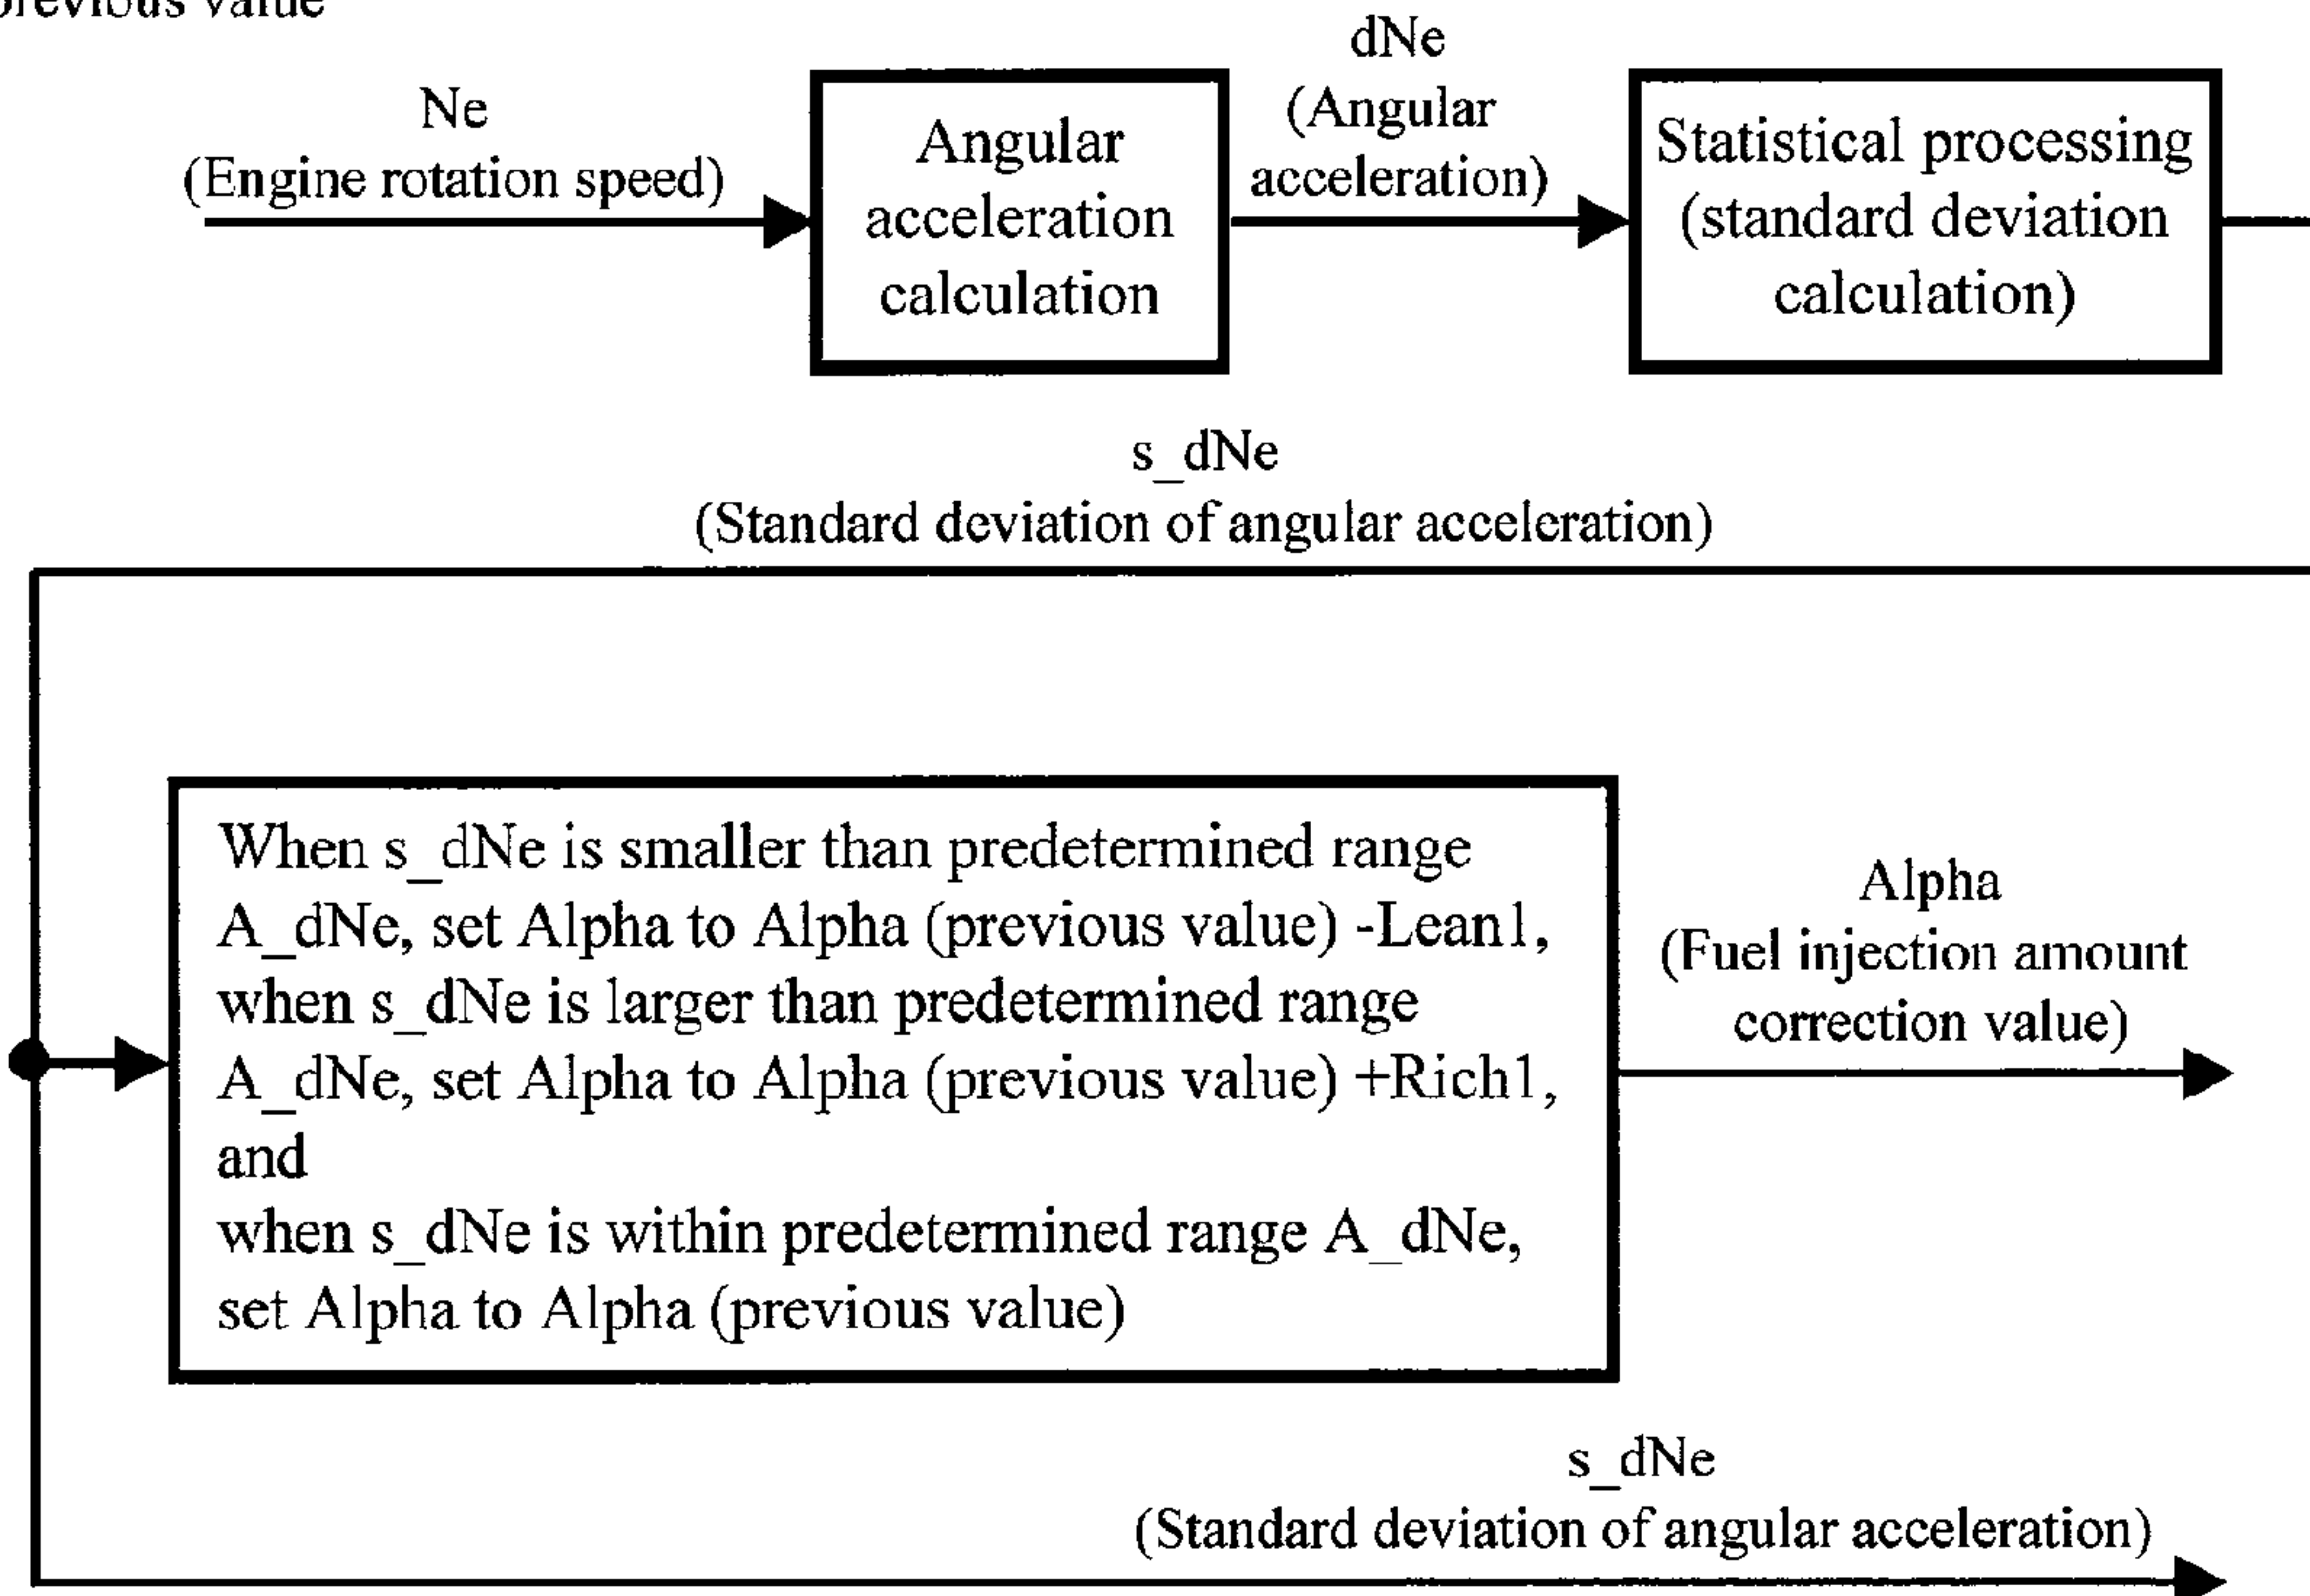 previous value
Ne
(Engine rotation speed)
Angular
acceleration
calculation
dNe
(Angular
acceleration)
Statistical processing
(standard deviation
calculation)
s_dNe
(Standard deviation of angular acceleration)
When s_dNe is smaller than predetermined range
A_dNe, set Alpha to Alpha (previous value) -Lean1,
when s_dNe is larger than predetermined range
A_dNe, set Alpha to Alpha (previous value) +Rich1,
and
when s_dNe is within predetermined range A_dNe,
set Alpha to Alpha (previous value)
Alpha
(Fuel injection amount
correction value)
s_dNe
(Standard deviation of angular acceleration)